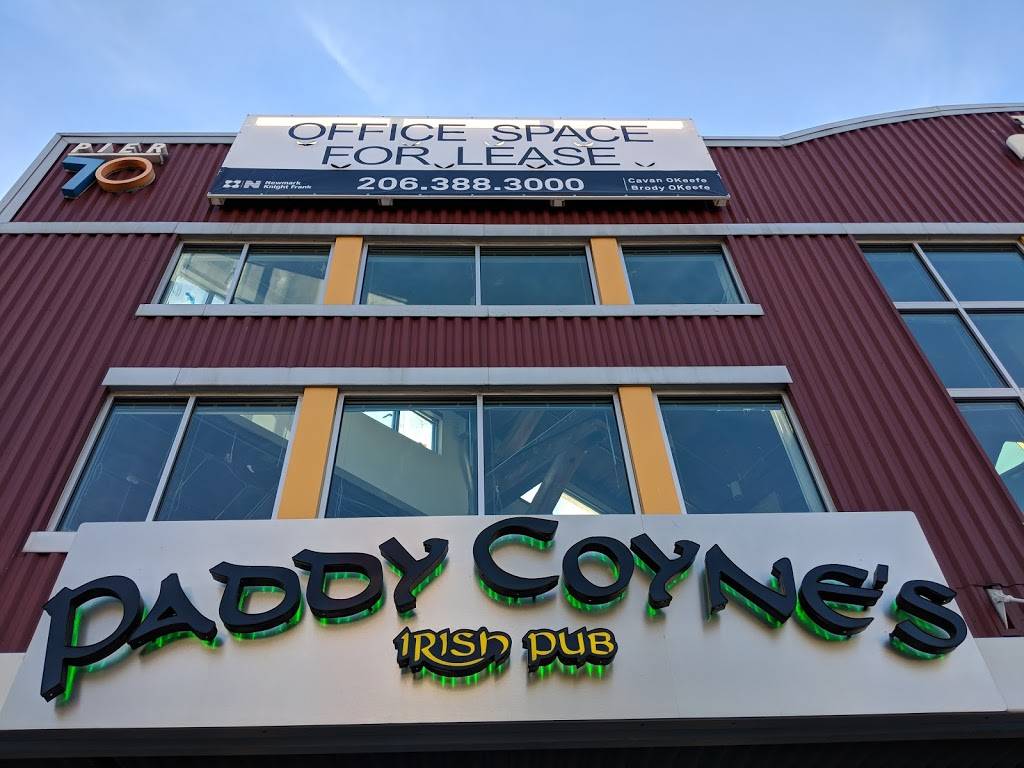 PIER
70
OFFICE SPACE
FOR LEASE
Newmark
Knight Frank
206.388.3000
Cavan OKeefe
Brody OKeefe
PADDY COYNE'S
IRISH PUB